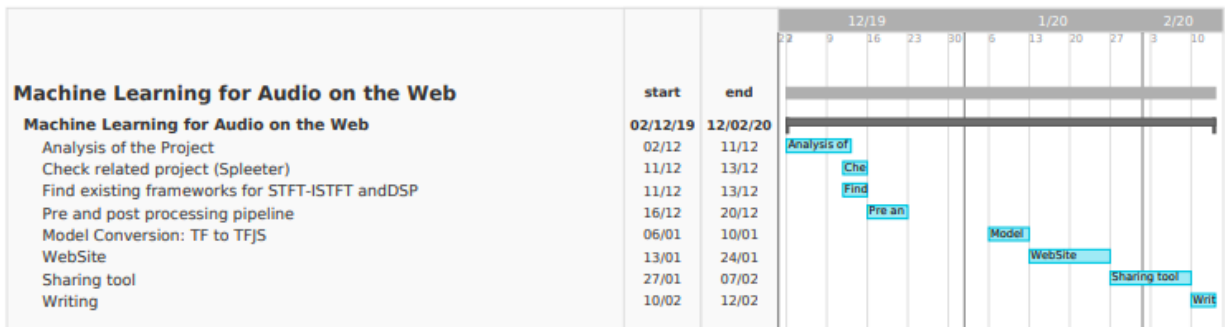 12/19 1/20 2/20
2 9 16 23 30 6 13 20 27 3 10
Machine Learning for Audio on the Web start end
Machine Learning for Audio on the Web 02/12/19 12/02/20
Analysis of the Project 02/12 11/12 Analysis of
Check related project (Spleeter) 11/12 13/12 Che
Find existing frameworks for STFT-ISTFT andDSP 11/12 13/12 Find
Pre and post processing pipeline 16/12 20/12 Pre an
Model Conversion: TF to TFJS 06/01 10/01 Model
WebSite 13/01 24/01 WebSite
Sharing tool 27/01 07/02 Sharing tool
Writing 10/02 12/02 Writ